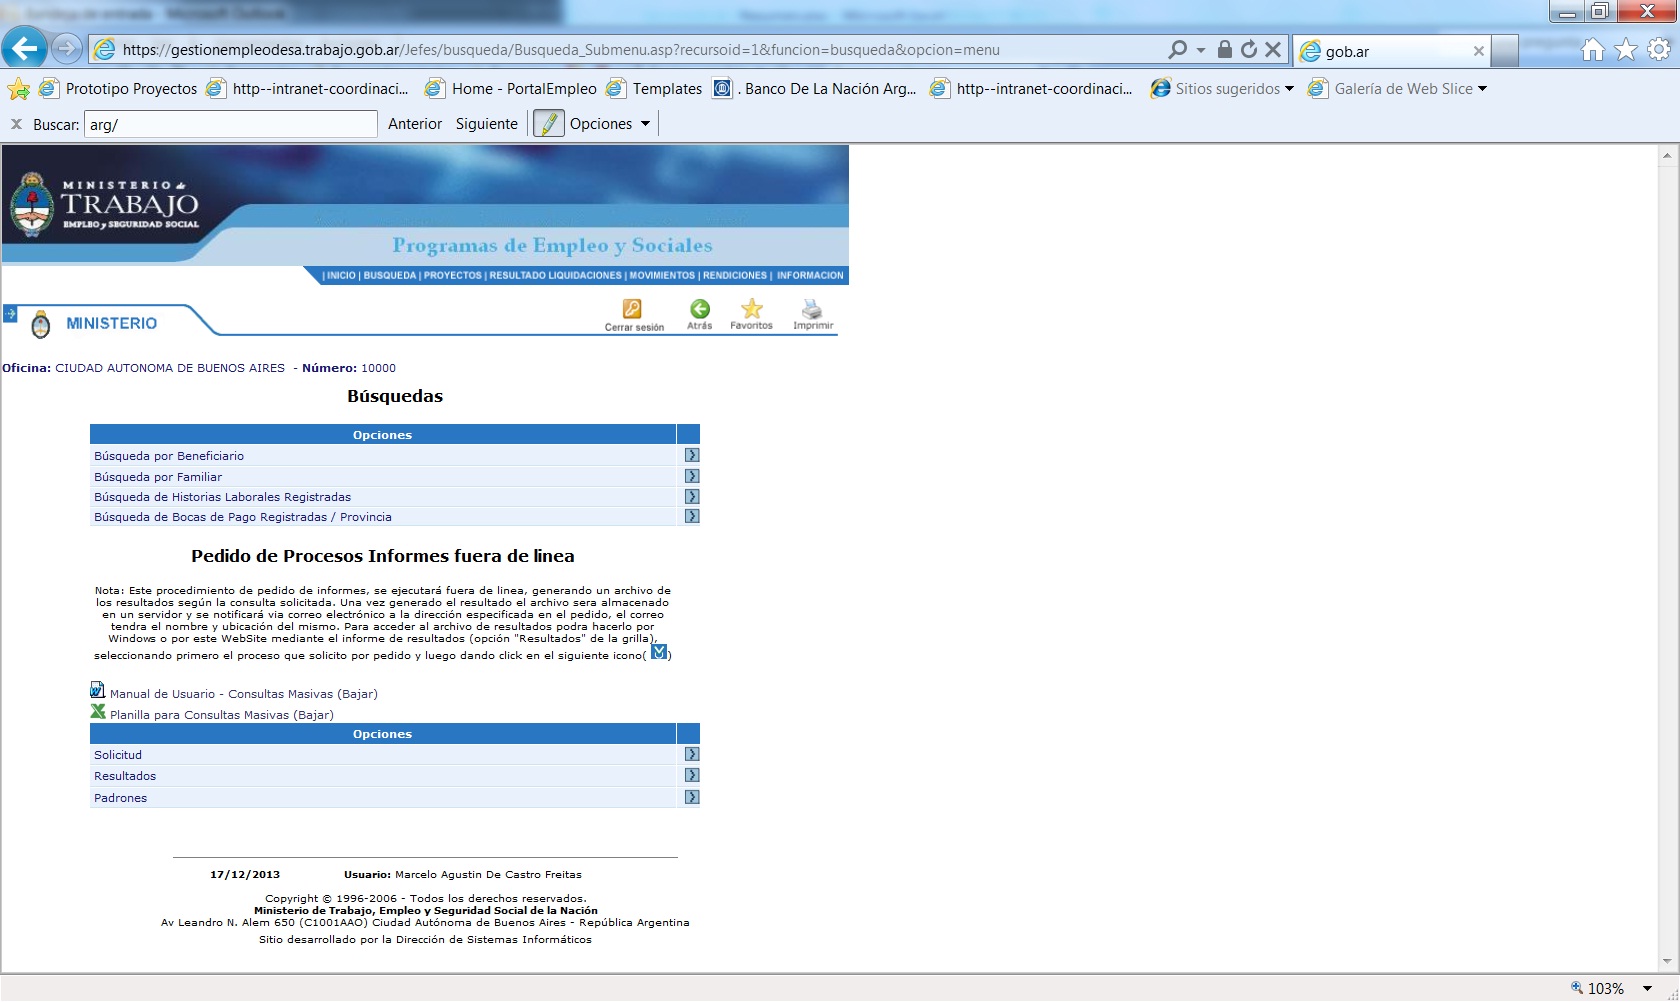 https://gestionempleodesa.trabajo.gob.ar/Jefes/busqueda/Busqueda_Submenu.asp?recursoid=1&funcion=busqueda&opcion=menu
gob.ar
Prototipo Proyectos http--intranet-coordinaci... Home - PortalEmpleo Templates . Banco De La Nación Arg... http--intranet-coordinaci... Sitios sugeridos Galería de Web Slice
x Buscar: arg/ Anterior Siguiente Opciones
MINISTERIO de
TRABAJO
EMPLEO y SEGURIDAD SOCIAL
Programas de Empleo y Sociales
| INICIO | BUSQUEDA | PROYECTOS | RESULTADO LIQUIDACIONES | MOVIMIENTOS | RENDICIONES | INFORMACION
MINISTERIO
Cerrar sesión Atrás Favoritos Imprimir
Oficina: CIUDAD AUTONOMA DE BUENOS AIRES - Número: 10000
Búsquedas
Opciones
Búsqueda por Beneficiario
Búsqueda por Familiar
Búsqueda de Historias Laborales Registradas
Búsqueda de Bocas de Pago Registradas / Provincia
Pedido de Procesos Informes fuera de linea
Nota: Este procedimiento de pedido de informes, se ejecutará fuera de linea, generando un archivo de
los resultados según la consulta solicitada. Una vez generado el resultado el archivo sera almacenado
en un servidor y se notificará via correo electrónico a la dirección especificada en el pedido, el correo
tendra el nombre y ubicación del mismo. Para acceder al archivo de resultados podra hacerlo por
Windows o por este WebSite mediante el informe de resultados (opción "Resultados" de la grilla),
seleccionando primero el proceso que solicito por pedido y luego dando click en el siguiente icono( )
Manual de Usuario - Consultas Masivas (Bajar)
Planilla para Consultas Masivas (Bajar)
Opciones
Solicitud
Resultados
Padrones
17/12/2013 Usuario: Marcelo Agustin De Castro Freitas
Copyright © 1996-2006 - Todos los derechos reservados.
Ministerio de Trabajo, Empleo y Seguridad Social de la Nación
Av Leandro N. Alem 650 (C1001AAO) Ciudad Autónoma de Buenos Aires - República Argentina
Sitio desarrollado por la Dirección de Sistemas Informáticos
103%